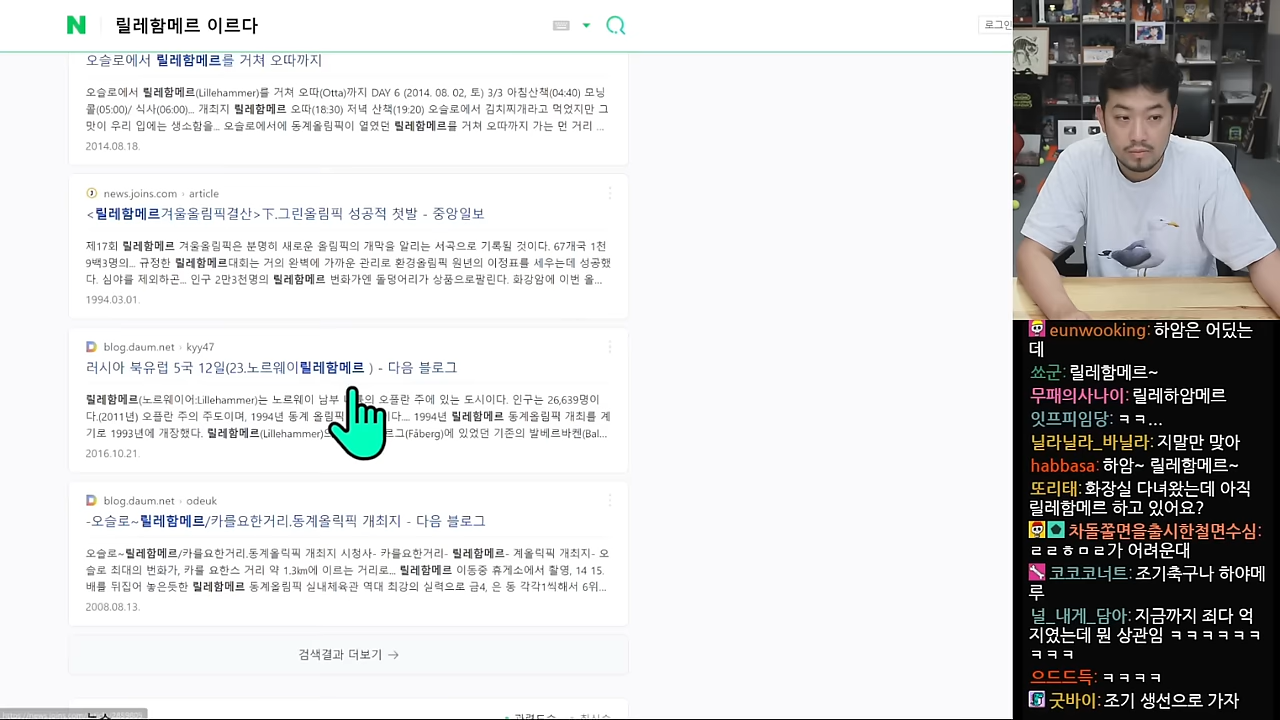 N 릴레함메르 이르다
로그인
오슬로에서 릴레함메르를 거쳐 오따까지
오슬로에서 릴레함메르(Lillehammer)를 거쳐 오따(Otta)까지 DAY 6 (2014. 08. 02, 토) 3/3 아침산책(04:40) 모닝
콜(05:00)/ 식사(06:00)... 개최지 릴레함메르 오따(18:10) 저녁 산책(19:20) 오슬로에서 김치찌개라고 먹었지만 그
맛이 우리 입에는 생소함을... 오슬로에서에 동계올림픽이 열였던 릴레함메르를 거쳐 오따까지 가는 먼 거리 ...
2014.08.18.
news.joins.com › article
<릴레함메르겨울올림픽결산>下.그린올림픽 성공적 첫발 - 중앙일보
제17회 릴레함메르 겨울올림픽은 분명히 새로운 올림픽의 개막을 알리는 서곡으로 기록될 것이다. 67개국 1천
9백3명의... 규정한 릴레함메르대회는 거의 완벽에 가까운 관리로 환경올림픽 원년의 이정표를 세우는데 성공했
다. 심야를 제외하곤... 인구 2만3천명의 릴레함메르 번화가엔 돌덩어리가 상품으로팔린다. 화강암에 이번 올...
1994.03.01.
blog.daum.net › kyy47
러시아 북유럽 5국 12일(23.노르웨이릴레함메르 ) - 다음 블로그
릴레함메르(노르웨이어:Lillehammer)는 노르웨이 남부 의 오플란 주에 있는 도시이다. 인구는 26,639명이
다.(2011년) 오플란 주의 주도이며, 1994년 동계 올림픽 이다... 1994년 릴레함메르 동계올림픽 개최를 계
기로 1993년에 개장했다. 릴레함메르(Lillehammer)의 르그(Fåberg)에 있었던 기존의 발베르바켄(Bal...
2016.10.21.
blog.daum.net › odeuk
-오슬로~릴레함메르/카를요한거리.동계올릭픽 개최지 - 다음 블로그
오슬로~릴레함메르/카를요한거리.동계올릭픽 개최지 시청사- 카를요한거리- 릴레함메르- 계올릭픽 개최지- 오
슬로 최대의 번화가, 카를 요한스 거리 약 1.3km에 이르는 거리로... 릴레함메르 이동중 휴게소에서 촬영, 14 15.
배를 뒤집어 놓은듯한 릴레함메르 동계올림픽 실내체육관 역대 최강의 실력으로 금4, 은 동 각각1씩해서 6위...
2008.08.13.
검색결과 더보기 →
뉴스
관련도순
최신순
eunwooking: 하암은 어딨는
데
쑈군: 릴레함메르~
무패의사나이: 릴레하암메르
잇프피임당: ㅋㅋ...
닐라닐라_바닐라: 지말만 맞아
habbasa: 하암~ 릴레함메르~
또리태: 화장실 다녀왔는데 아직
릴레함메르 하고 있어요?
차돌쫄면을출시한철면수심:
ㄹㄹㅎㅁㄹ가 어려운대
코코코너트: 조기축구나 하야메
루
널_내게_담아: 지금까지 죄다 억
지였는데 뭔 상관임 ㅋㅋㅋㅋㅋㅋ
ㅋㅋㅋ
으드드득: ㅋㅋㅋㅋ
굿바이: 조기 생선으로 가자